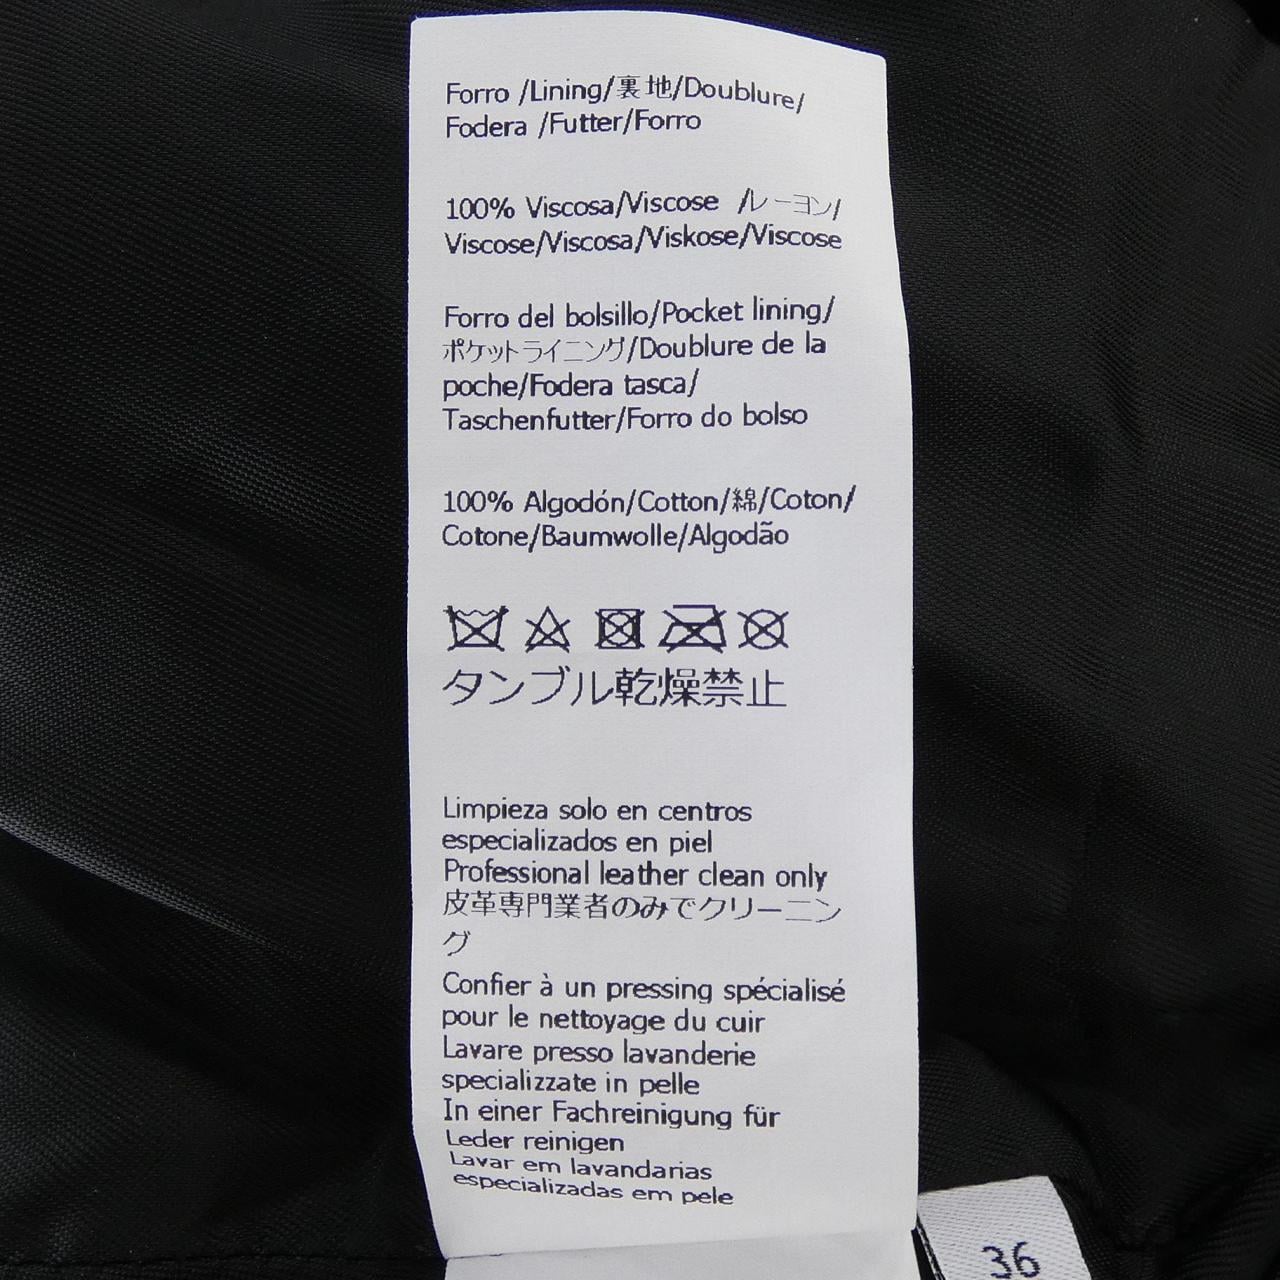 Forro /Lining/裏地/Doublure/
Fodera /Futter/Forro
100% Viscosa/Viscose /レーヨン/
Viscose/Viscosa/Viskose/Viscose
Forro del bolsillo/Pocket lining/
ポケットライニング/Doublure de la
poche/Fodera tasca/
Taschenfutter/Forro do bolso
100% Algodón/Cotton/綿/Coton/
Cotone/Baumwolle/Algodão
タンブル乾燥禁止
Limpieza solo en centros
especializados en piel
Professional leather clean only
皮革専門業者のみでクリーニン
グ
Confier à un pressing spécialisé
pour le nettoyage du cuir
Lavare presso lavanderie
specializzate in pelle
In einer Fachreinigung für
Leder reinigen
Lavar em lavandarias
especializadas em pele
36